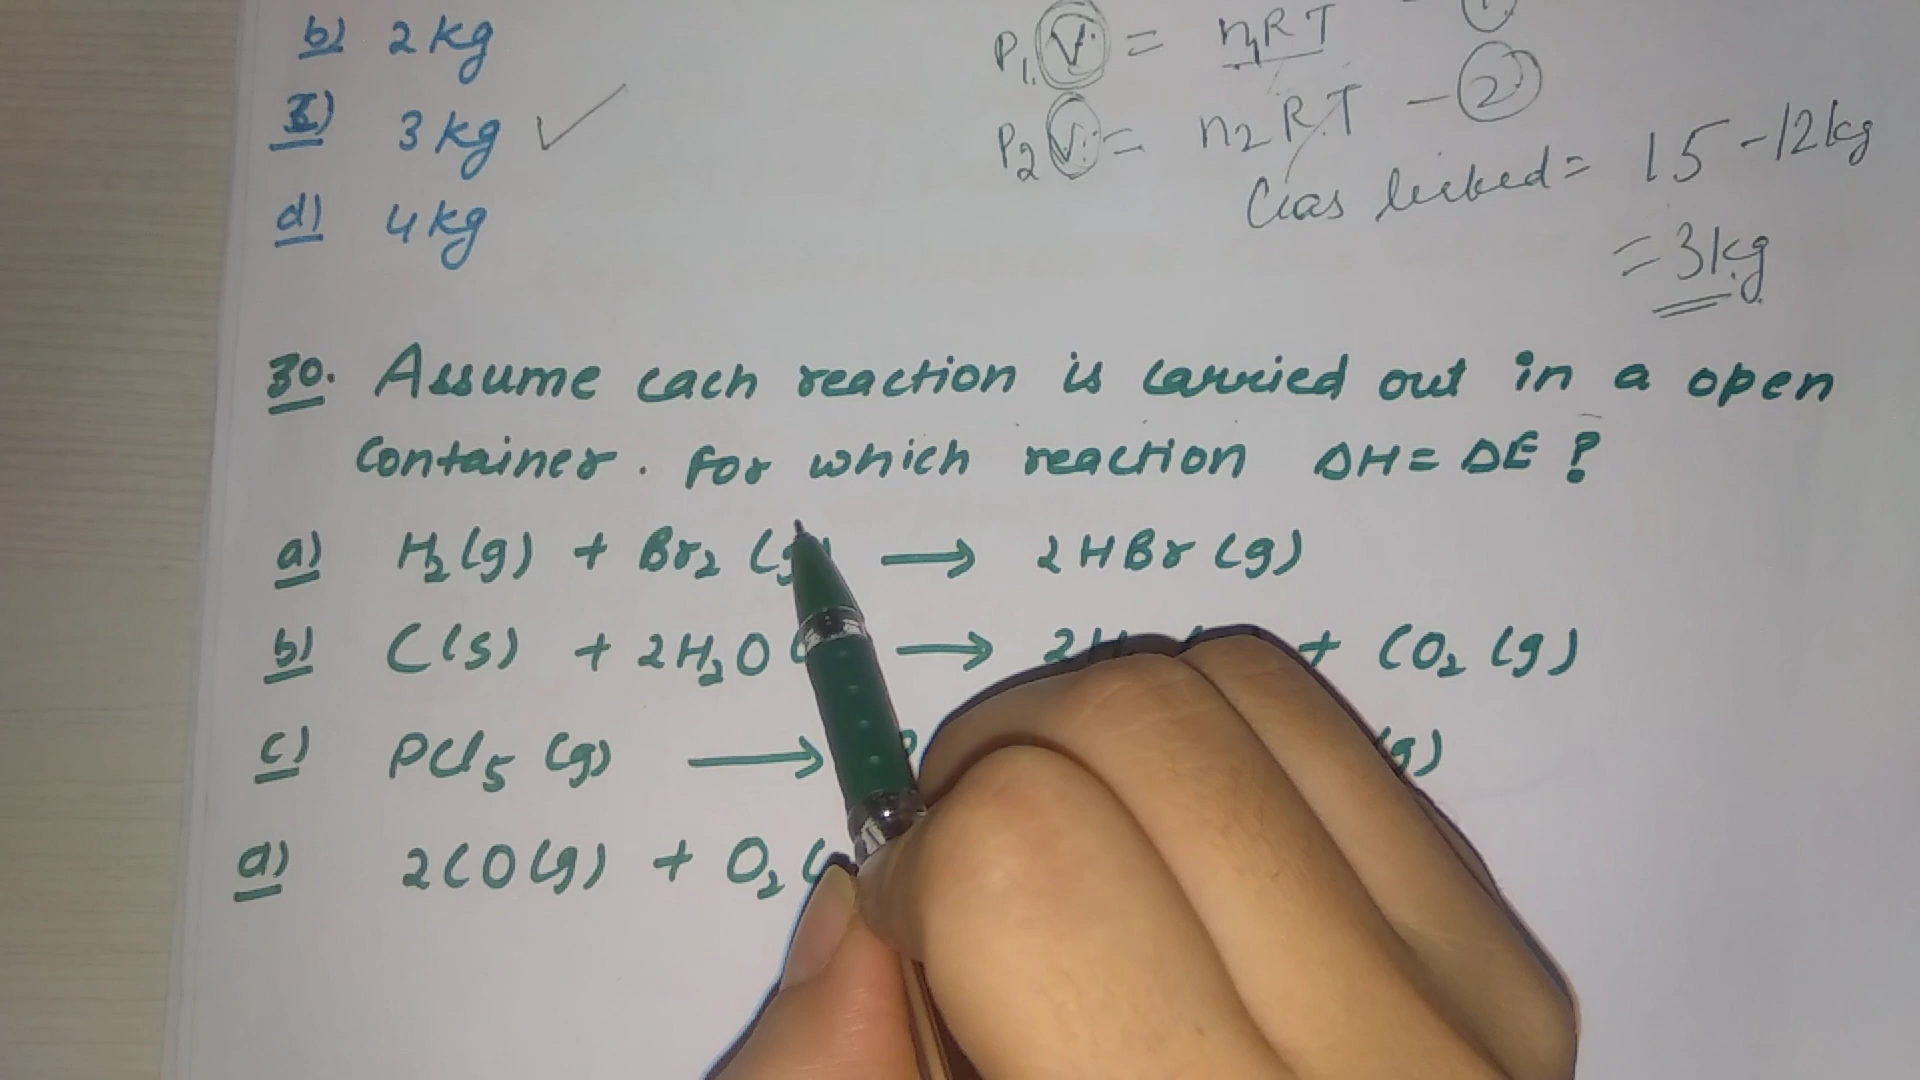 b) 2 kg
c) 3 kg ✓
d) 4 kg
P₁ V = n₁RT
P₂ V = n₂RT - ②
Gas licked = 15 - 12 kg
= 3 kg
30. Assume each reaction is carried out in a open
container. For which reaction ΔH = ΔE ?
a) H₂(g) + Br₂ (g) → 2HBr (g)
b) C(s) + 2H₂O → 2H + CO₂ (g)
c) PCl₅ (g) → g)
d) 2CO(g) + O₂ (